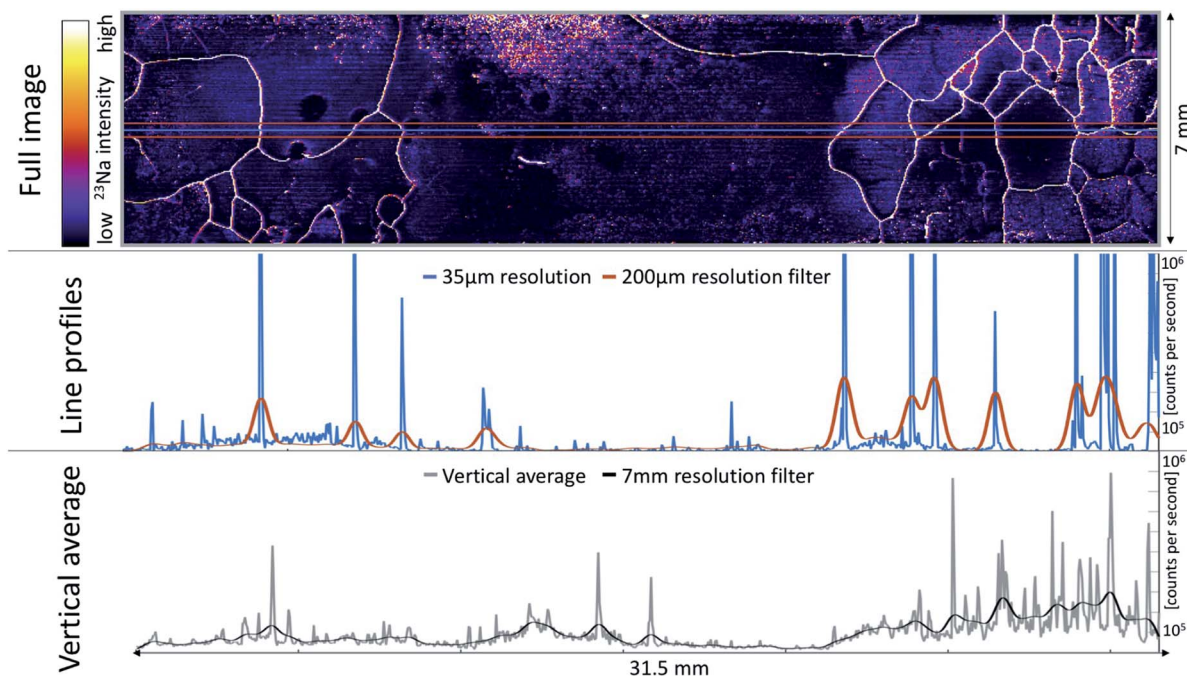 Full image
low ²³Na intensity high
7 mm
Line profiles
35µm resolution
200µm resolution filter
10⁶
[counts per second]
10⁵
Vertical average
Vertical average
7mm resolution filter
10⁶
[counts per second]
10⁵
31.5 mm